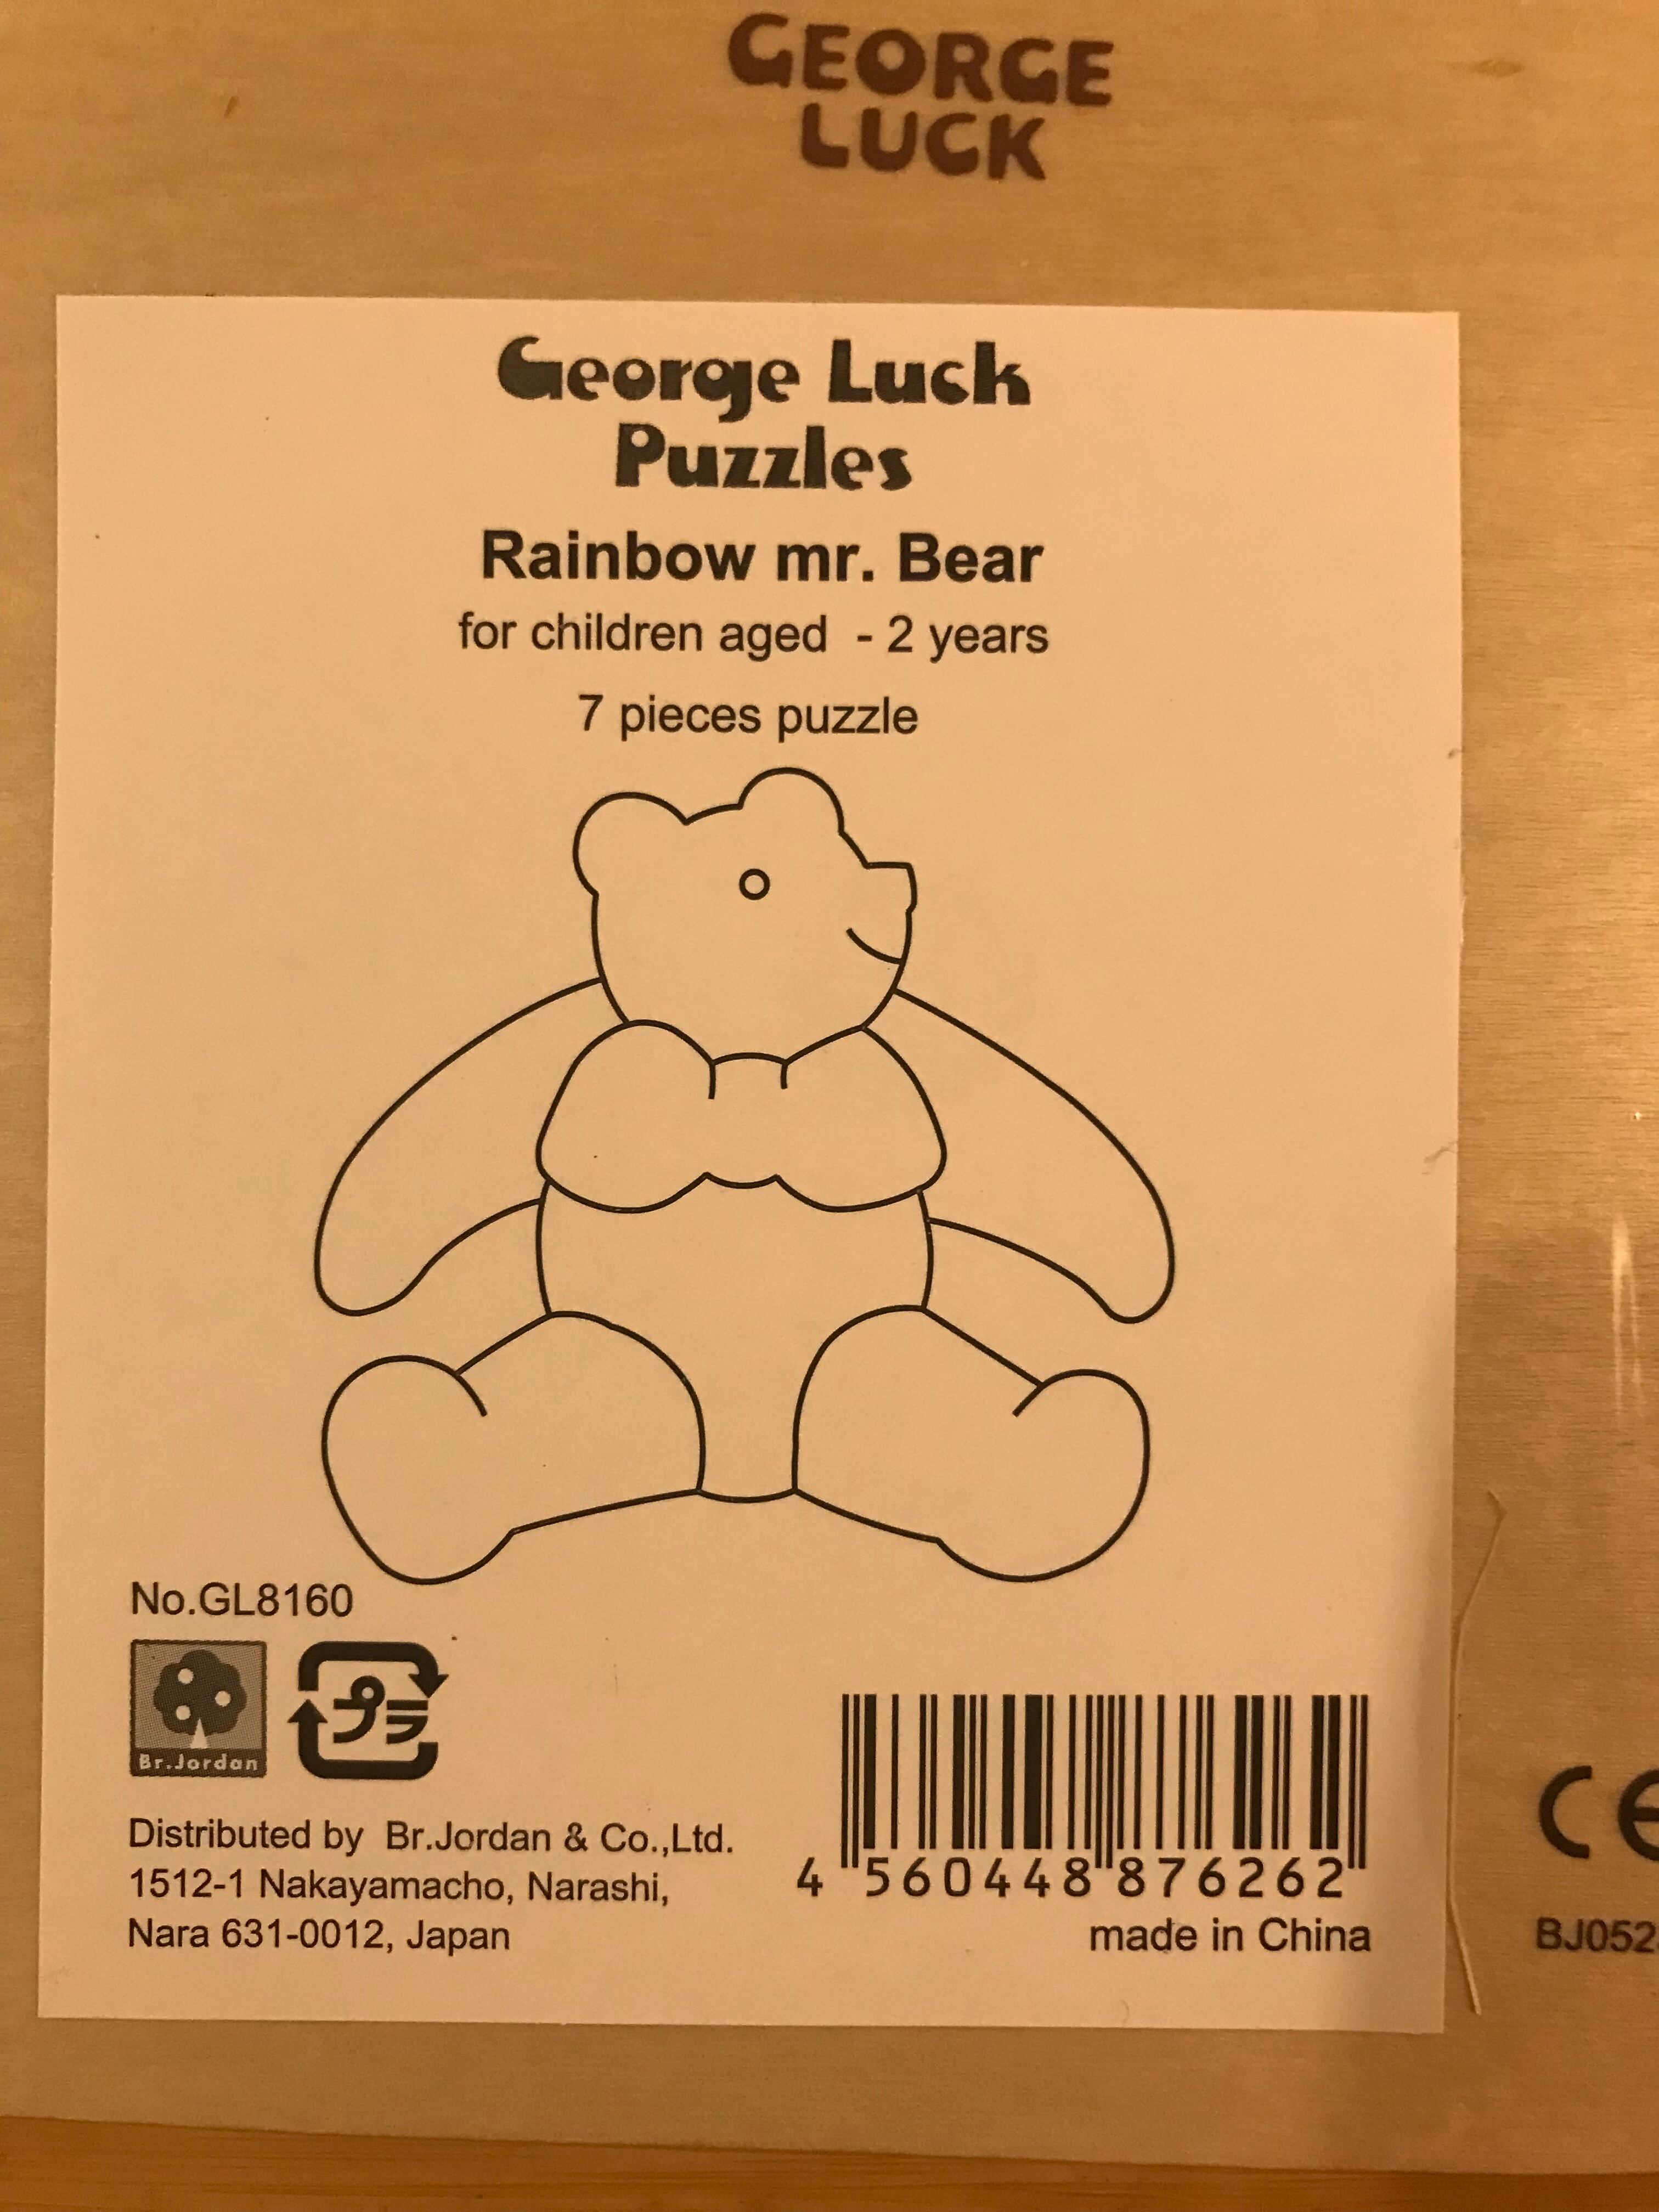 GEORGE
LUCK
George Luck
Puzzles
Rainbow mr. Bear
for children aged - 2 years
7 pieces puzzle
No.GL8160
Br.Jordan
プラ
Distributed by Br.Jordan & Co.,Ltd.
1512-1 Nakayamacho, Narashi,
Nara 631-0012, Japan
4 560448 876262
made in China
CE
BJ052